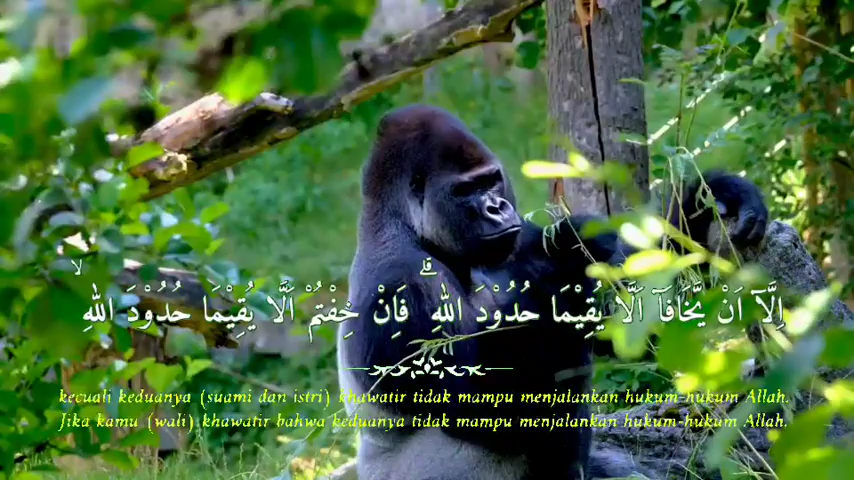 اِلَّآ اَنْ يَّخَافَآ اَلَّا يُقِيْمَا حُدُوْدَ اللّٰهِ ۗ فَاِنْ خِفْتُمْ اَلَّا يُقِيْمَا حُدُوْدَ اللّٰهِ ۙ
kecuali keduanya (suami dan istri) khawatir tidak mampu menjalankan hukum-hukum Allah.
Jika kamu (wali) khawatir bahwa keduanya tidak mampu menjalankan hukum-hukum Allah.